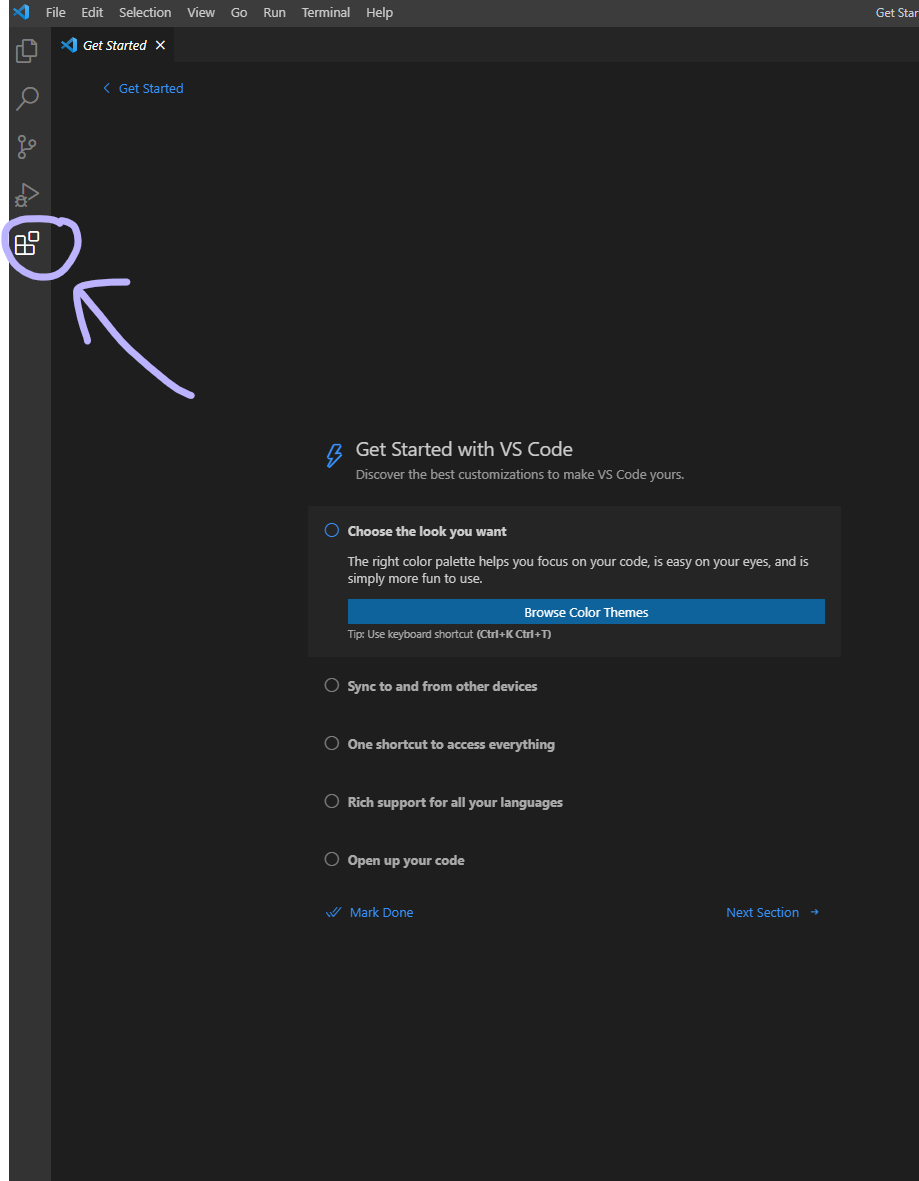 File Edit Selection View Go Run Terminal Help Get Star
Get Started
Get Started
Get Started with VS Code
Discover the best customizations to make VS Code yours.
Choose the look you want
The right color palette helps you focus on your code, is easy on your eyes, and is
simply more fun to use.
Browse Color Themes
Tip: Use keyboard shortcut (Ctrl+K Ctrl+T)
Sync to and from other devices
One shortcut to access everything
Rich support for all your languages
Open up your code
Mark Done Next Section